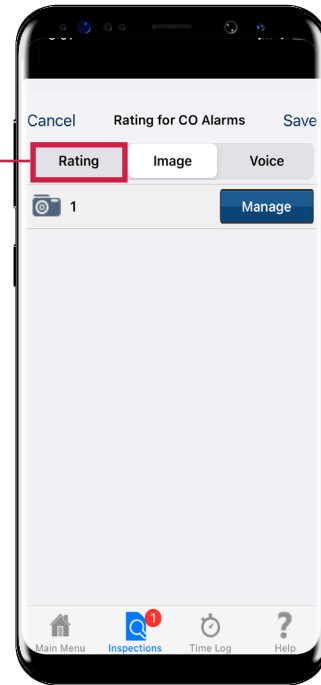 Cancel Rating for CO Alarms Save
Rating Image Voice
1 Manage
1
Main Menu Inspections Time Log Help